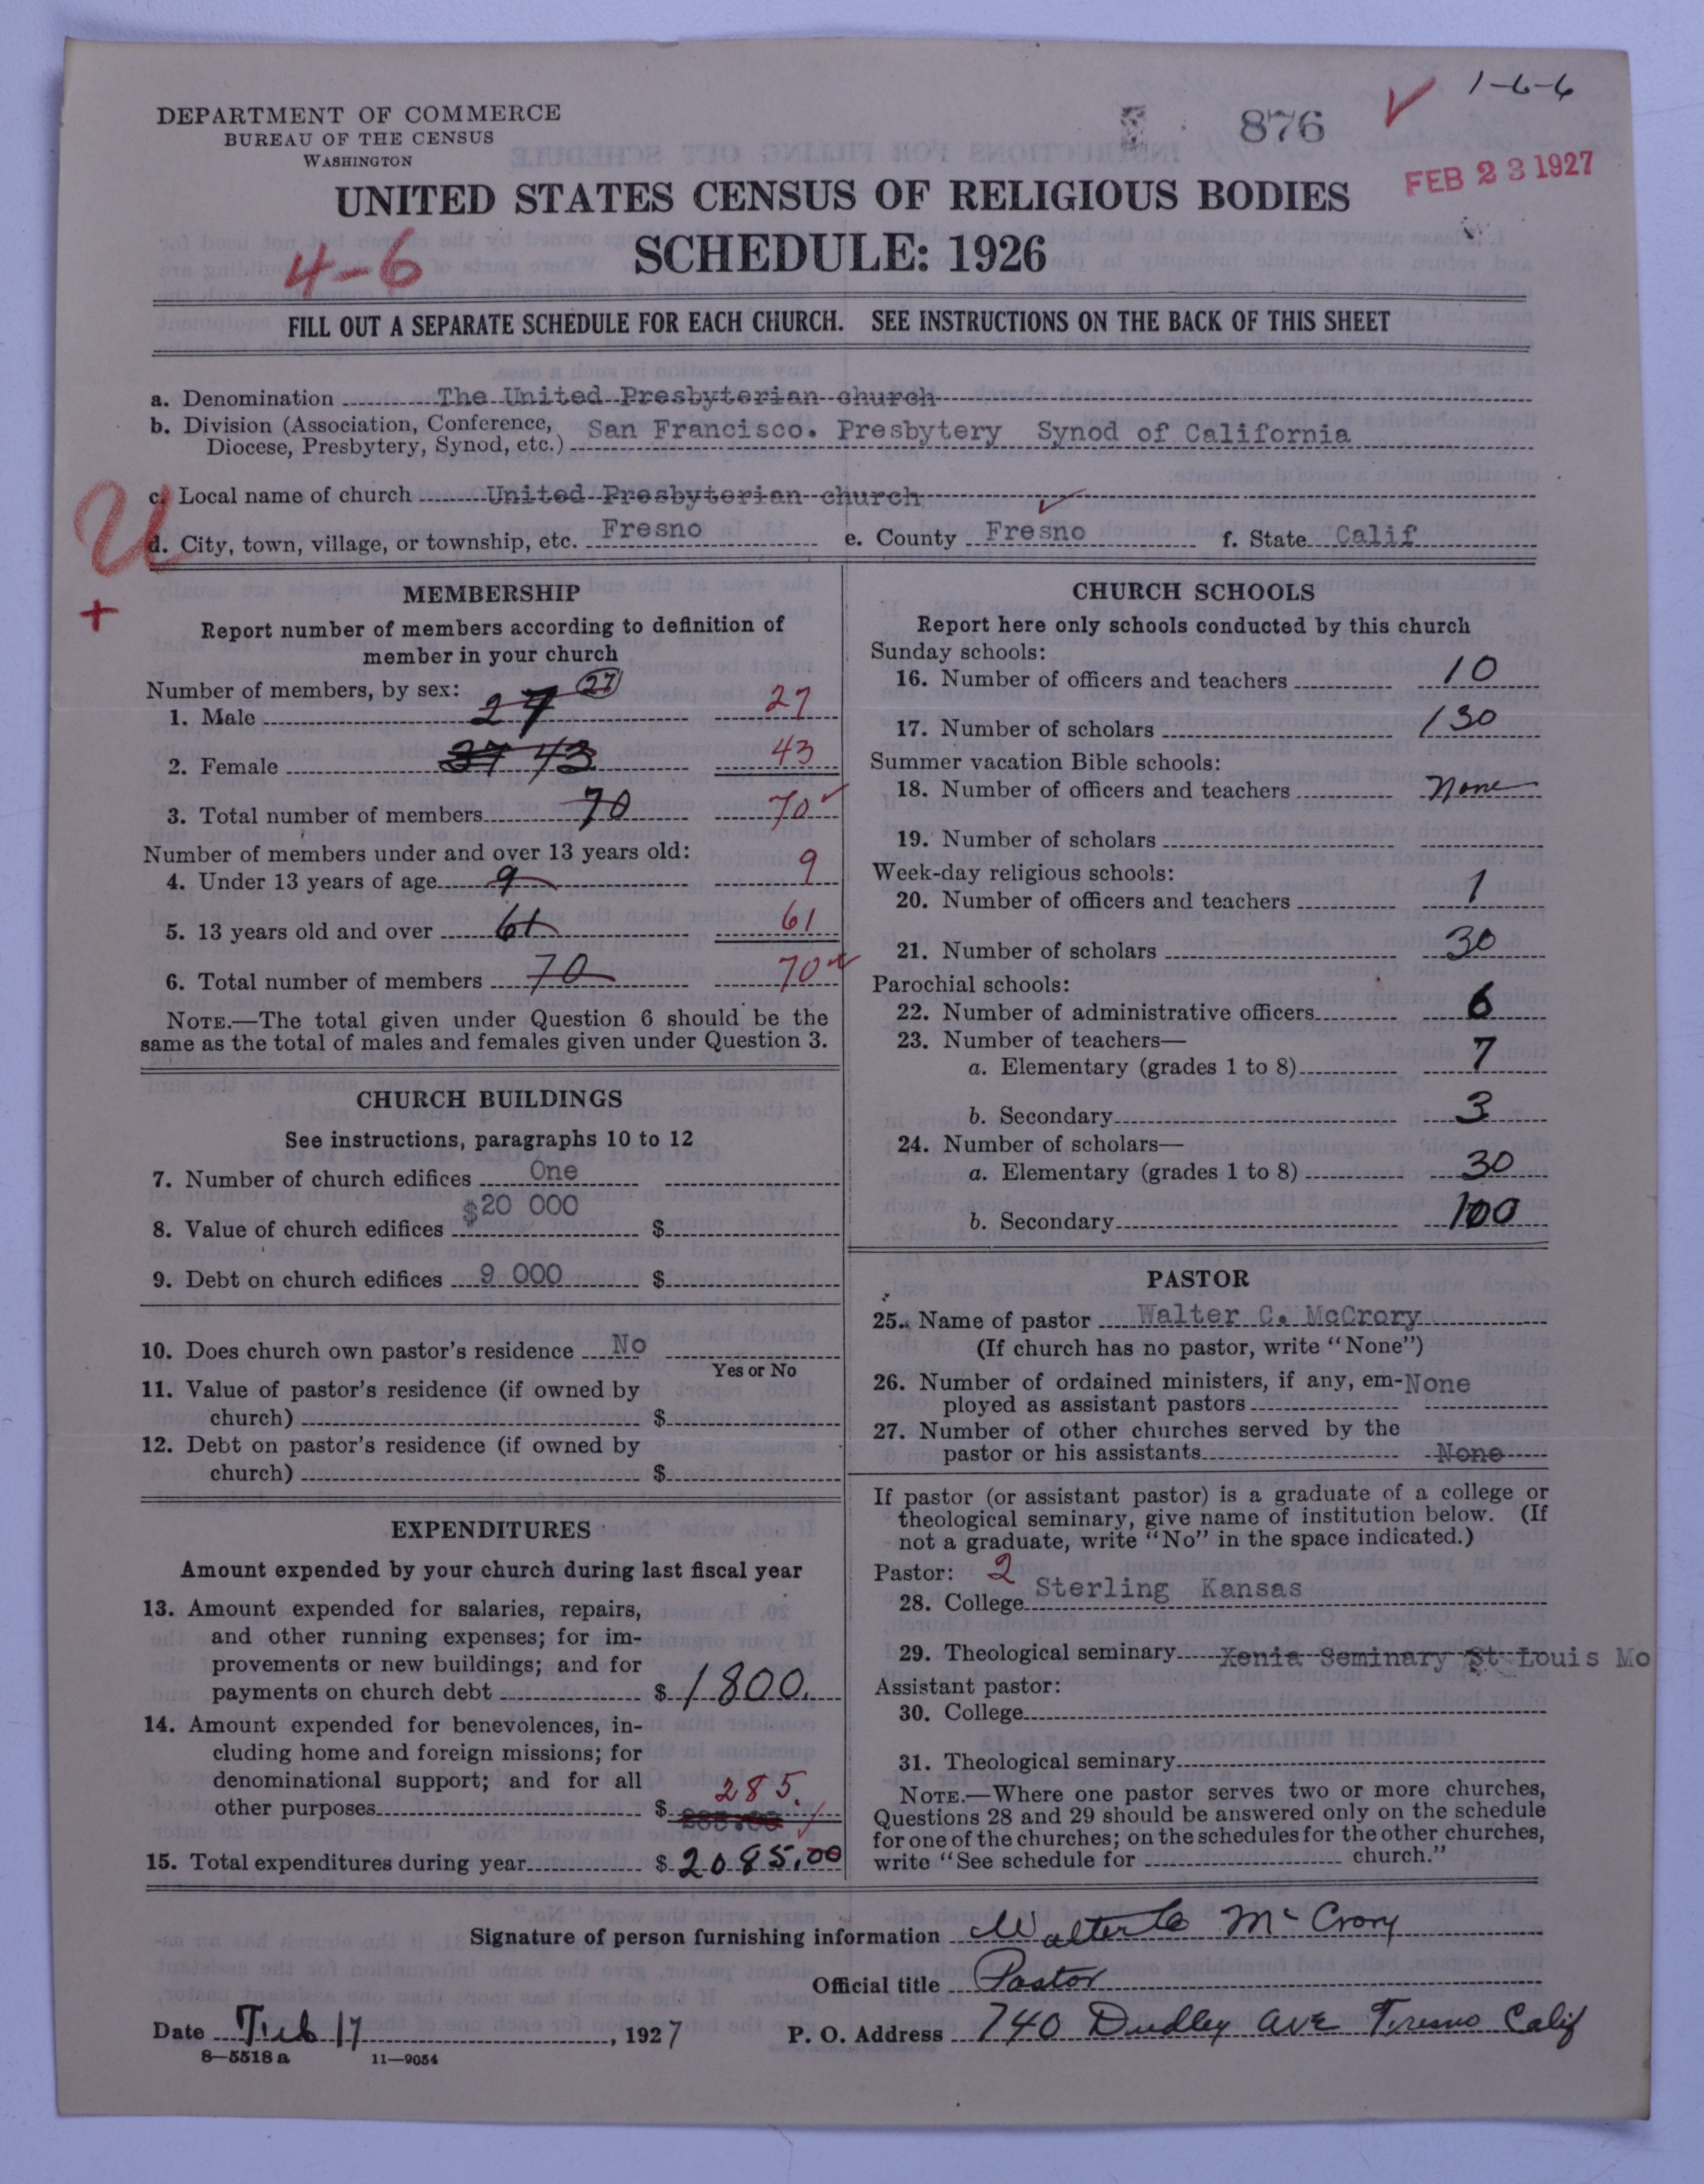 1-6-6
DEPARTMENT OF COMMERCE
BUREAU OF THE CENSUS
WASHINGTON
876
FEB 23 1927
UNITED STATES CENSUS OF RELIGIOUS BODIES
SCHEDULE: 1926
4-6
FILL OUT A SEPARATE SCHEDULE FOR EACH CHURCH. SEE INSTRUCTIONS ON THE BACK OF THIS SHEET
a. Denomination The United Presbyterian church
b. Division (Association, Conference,
Diocese, Presbytery, Synod, etc.) San Francisco. Presbytery Synod of California
c. Local name of church United Presbyterian church
d. City, town, village, or township, etc. Fresno e. County Fresno f. State Calif
U
+
MEMBERSHIP
Report number of members according to definition of
member in your church
Number of members, by sex:
1. Male 27 27 27
2. Female 37 43 43
3. Total number of members 70 70
Number of members under and over 13 years old:
4. Under 13 years of age 9 9
5. 13 years old and over 61 61
6. Total number of members 70 70
NOTE.—The total given under Question 6 should be the
same as the total of males and females given under Question 3.
CHURCH BUILDINGS
See instructions, paragraphs 10 to 12
7. Number of church edifices One
8. Value of church edifices $20 000 $
9. Debt on church edifices 9 000 $
10. Does church own pastor's residence No
Yes or No
11. Value of pastor's residence (if owned by
church) $
12. Debt on pastor's residence (if owned by
church) $
EXPENDITURES
Amount expended by your church during last fiscal year
13. Amount expended for salaries, repairs,
and other running expenses; for im-
provements or new buildings; and for
payments on church debt $ 1800.
14. Amount expended for benevolences, in-
cluding home and foreign missions; for
denominational support; and for all
other purposes $ 285.
15. Total expenditures during year $ 2085.00
CHURCH SCHOOLS
Report here only schools conducted by this church
Sunday schools:
16. Number of officers and teachers 10
17. Number of scholars 130
Summer vacation Bible schools:
18. Number of officers and teachers None
19. Number of scholars
Week-day religious schools:
20. Number of officers and teachers 1
21. Number of scholars 30
Parochial schools:
22. Number of administrative officers 6
23. Number of teachers—
a. Elementary (grades 1 to 8) 7
b. Secondary 3
24. Number of scholars—
a. Elementary (grades 1 to 8) 30
b. Secondary 100
PASTOR
25. Name of pastor Walter C. McCrory
(If church has no pastor, write "None")
26. Number of ordained ministers, if any, em- None
ployed as assistant pastors
27. Number of other churches served by the
pastor or his assistants None
If pastor (or assistant pastor) is a graduate of a college or
theological seminary, give name of institution below. (If
not a graduate, write "No" in the space indicated.)
Pastor: 2
28. College Sterling Kansas
29. Theological seminary Xenia Seminary St Louis Mo
Assistant pastor:
30. College
31. Theological seminary
NOTE.—Where one pastor serves two or more churches,
Questions 28 and 29 should be answered only on the schedule
for one of the churches; on the schedules for the other churches,
write "See schedule for church."
Signature of person furnishing information Walter C McCrory
Official title Pastor
Date Feb 17, 1927 P. O. Address 740 Dudley Ave Fresno Calif
8-5518 a 11-9054